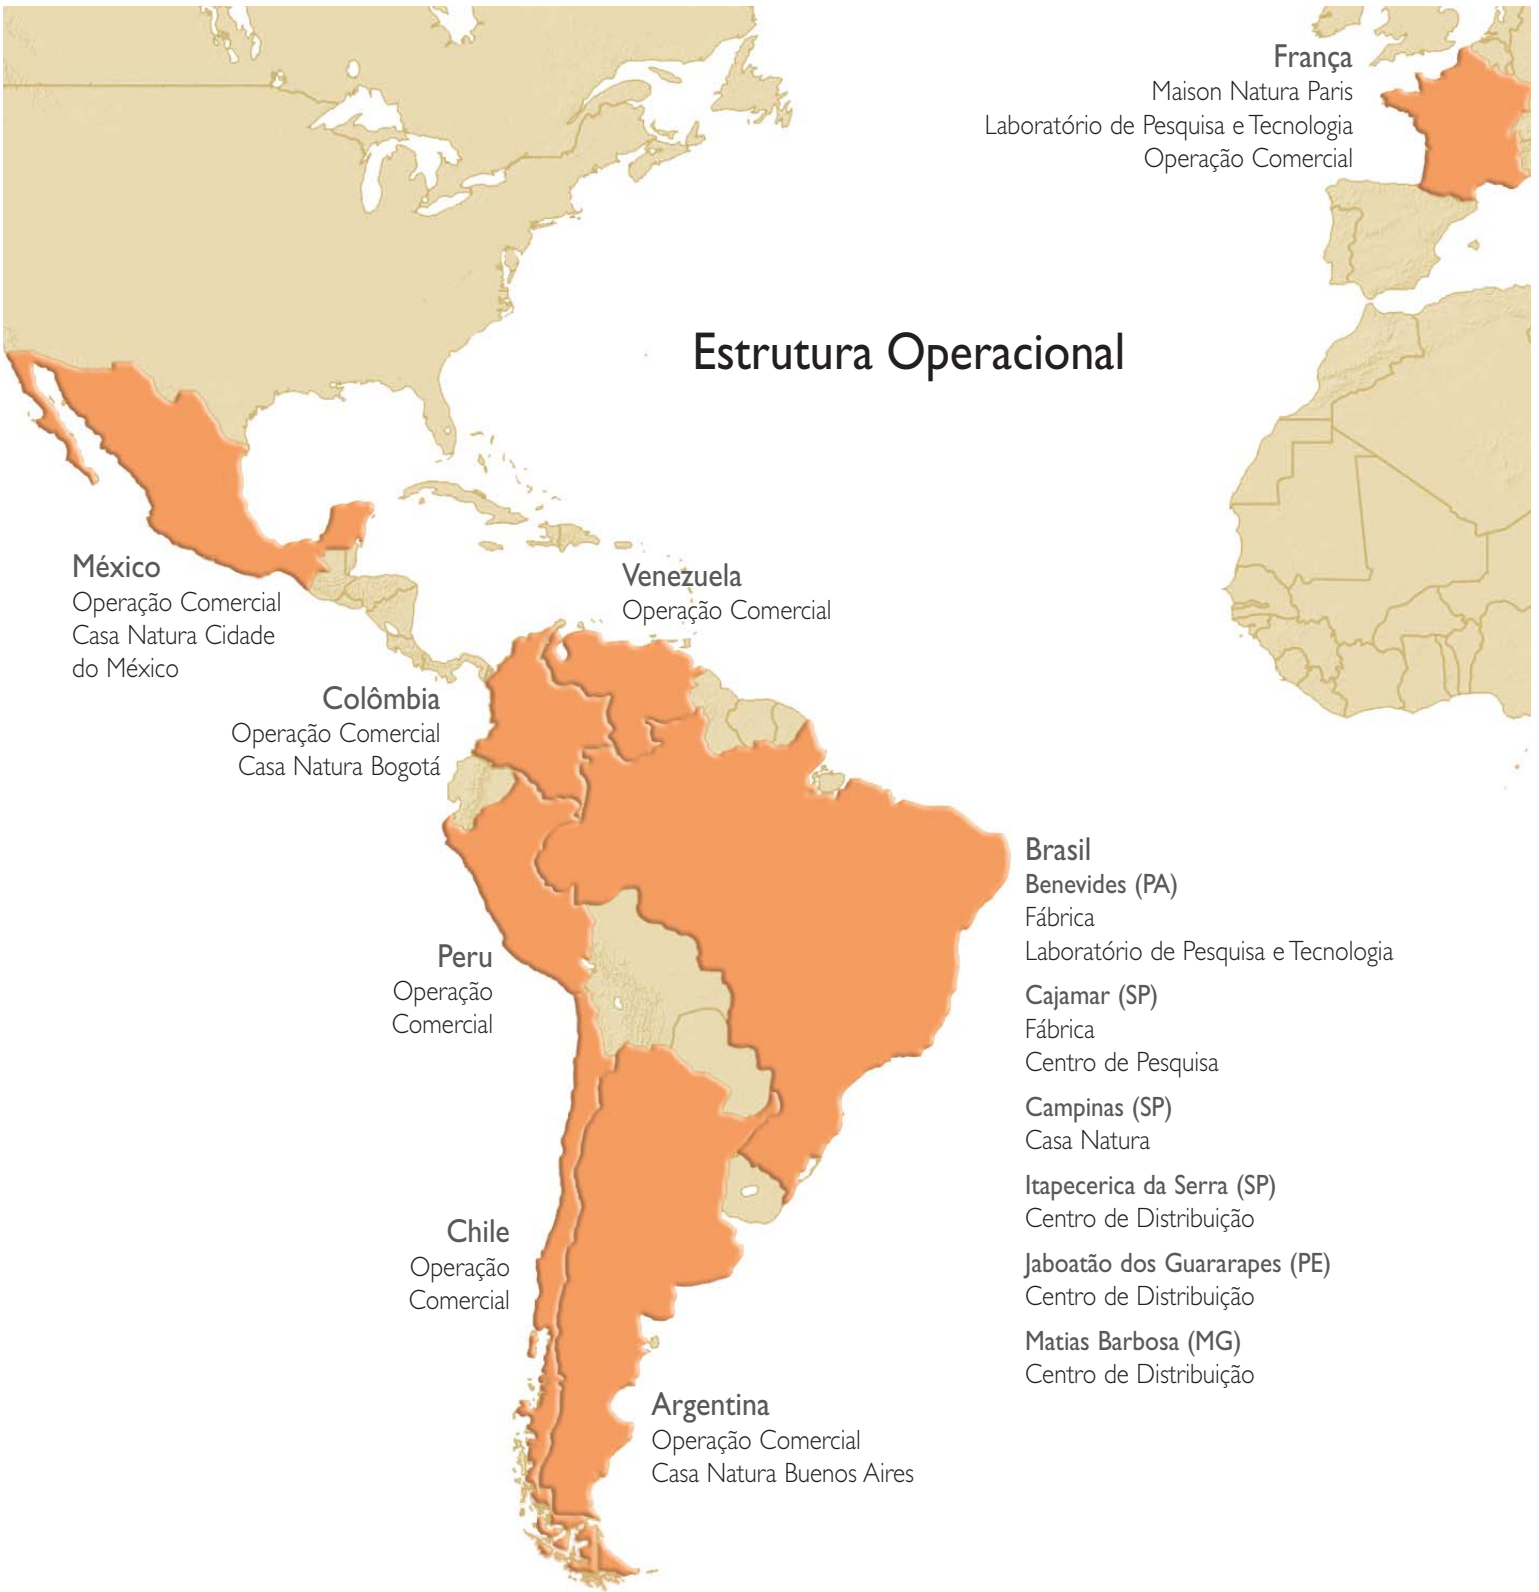 França
Maison Natura Paris
Laboratório de Pesquisa e Tecnologia
Operação Comercial
Estrutura Operacional
México
Operação Comercial
Casa Natura Cidade
do México
Venezuela
Operação Comercial
Colômbia
Operação Comercial
Casa Natura Bogotá
Peru
Operação
Comercial
Chile
Operação
Comercial
Argentina
Operação Comercial
Casa Natura Buenos Aires
Brasil
Benevides (PA)
Fábrica
Laboratório de Pesquisa e Tecnologia
Cajamar (SP)
Fábrica
Centro de Pesquisa
Campinas (SP)
Casa Natura
Itapecerica da Serra (SP)
Centro de Distribuição
Jaboatão dos Guararapes (PE)
Centro de Distribuição
Matias Barbosa (MG)
Centro de Distribuição